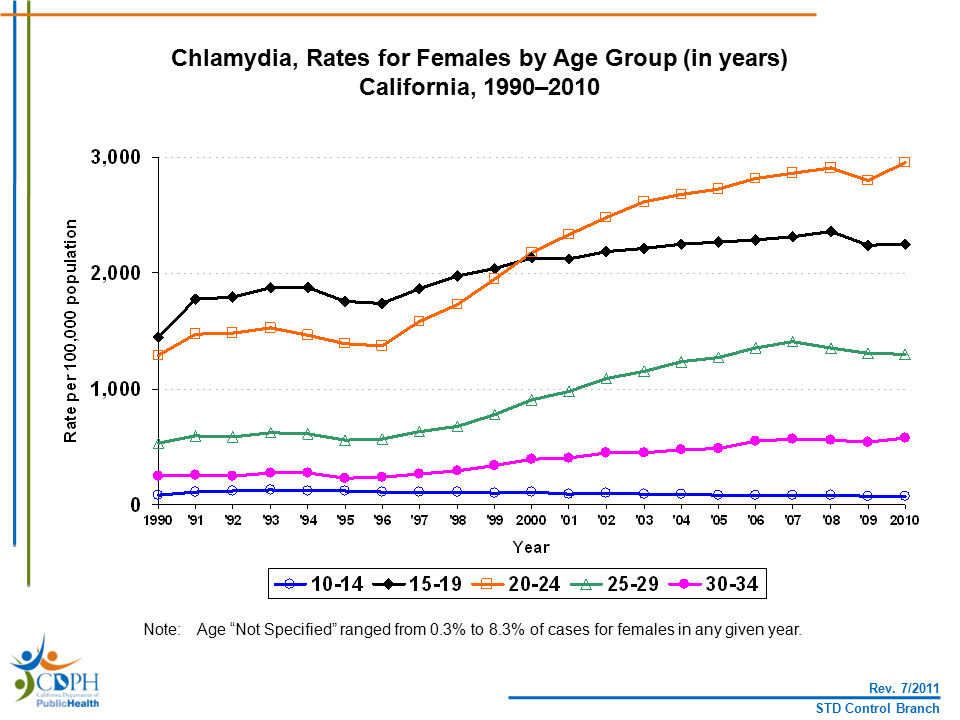 Chlamydia, Rates for Females by Age Group (in years)
California, 1990–2010
Rate per 100,000 population
3,000
2,000
1,000
0
1990 '91 '92 '93 '94 '95 '96 '97 '98 '99 2000 '01 '02 '03 '04 '05 '06 '07 '08 '09 2010
Year
10-14 15-19 20-24 25-29 30-34
Note: Age “Not Specified” ranged from 0.3% to 8.3% of cases for females in any given year.
CDPH
California Department of
PublicHealth
Rev. 7/2011
STD Control Branch